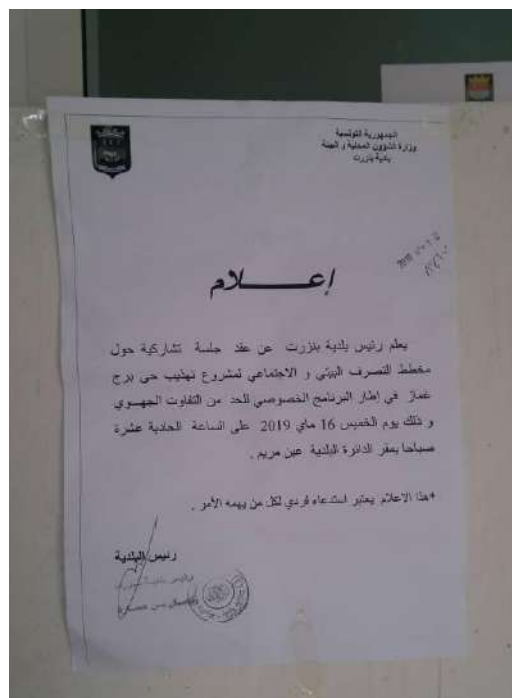 الجمهورية التونسية
وزارة الشؤون المحلية و البيئة
بلدية بنزرت
إعـــــلام
يعلم رئيس بلدية بنزرت عن عقد جلسة تشاركية حول
مخطط التصرف البيئي و الاجتماعي لمشروع تهذيب حي برج
غماز في إطار البرنامج الخصوصي للحد من التفاوت الجهوي
و ذلك يوم الخميس 16 ماي 2019 على الساعة الحادية عشرة
صباحا بمقر الدائرة البلدية عين مريم .
*هذا الاعلام يعتبر استدعاء فردي لكل من يهمه الأمر .
رئيس البلدية